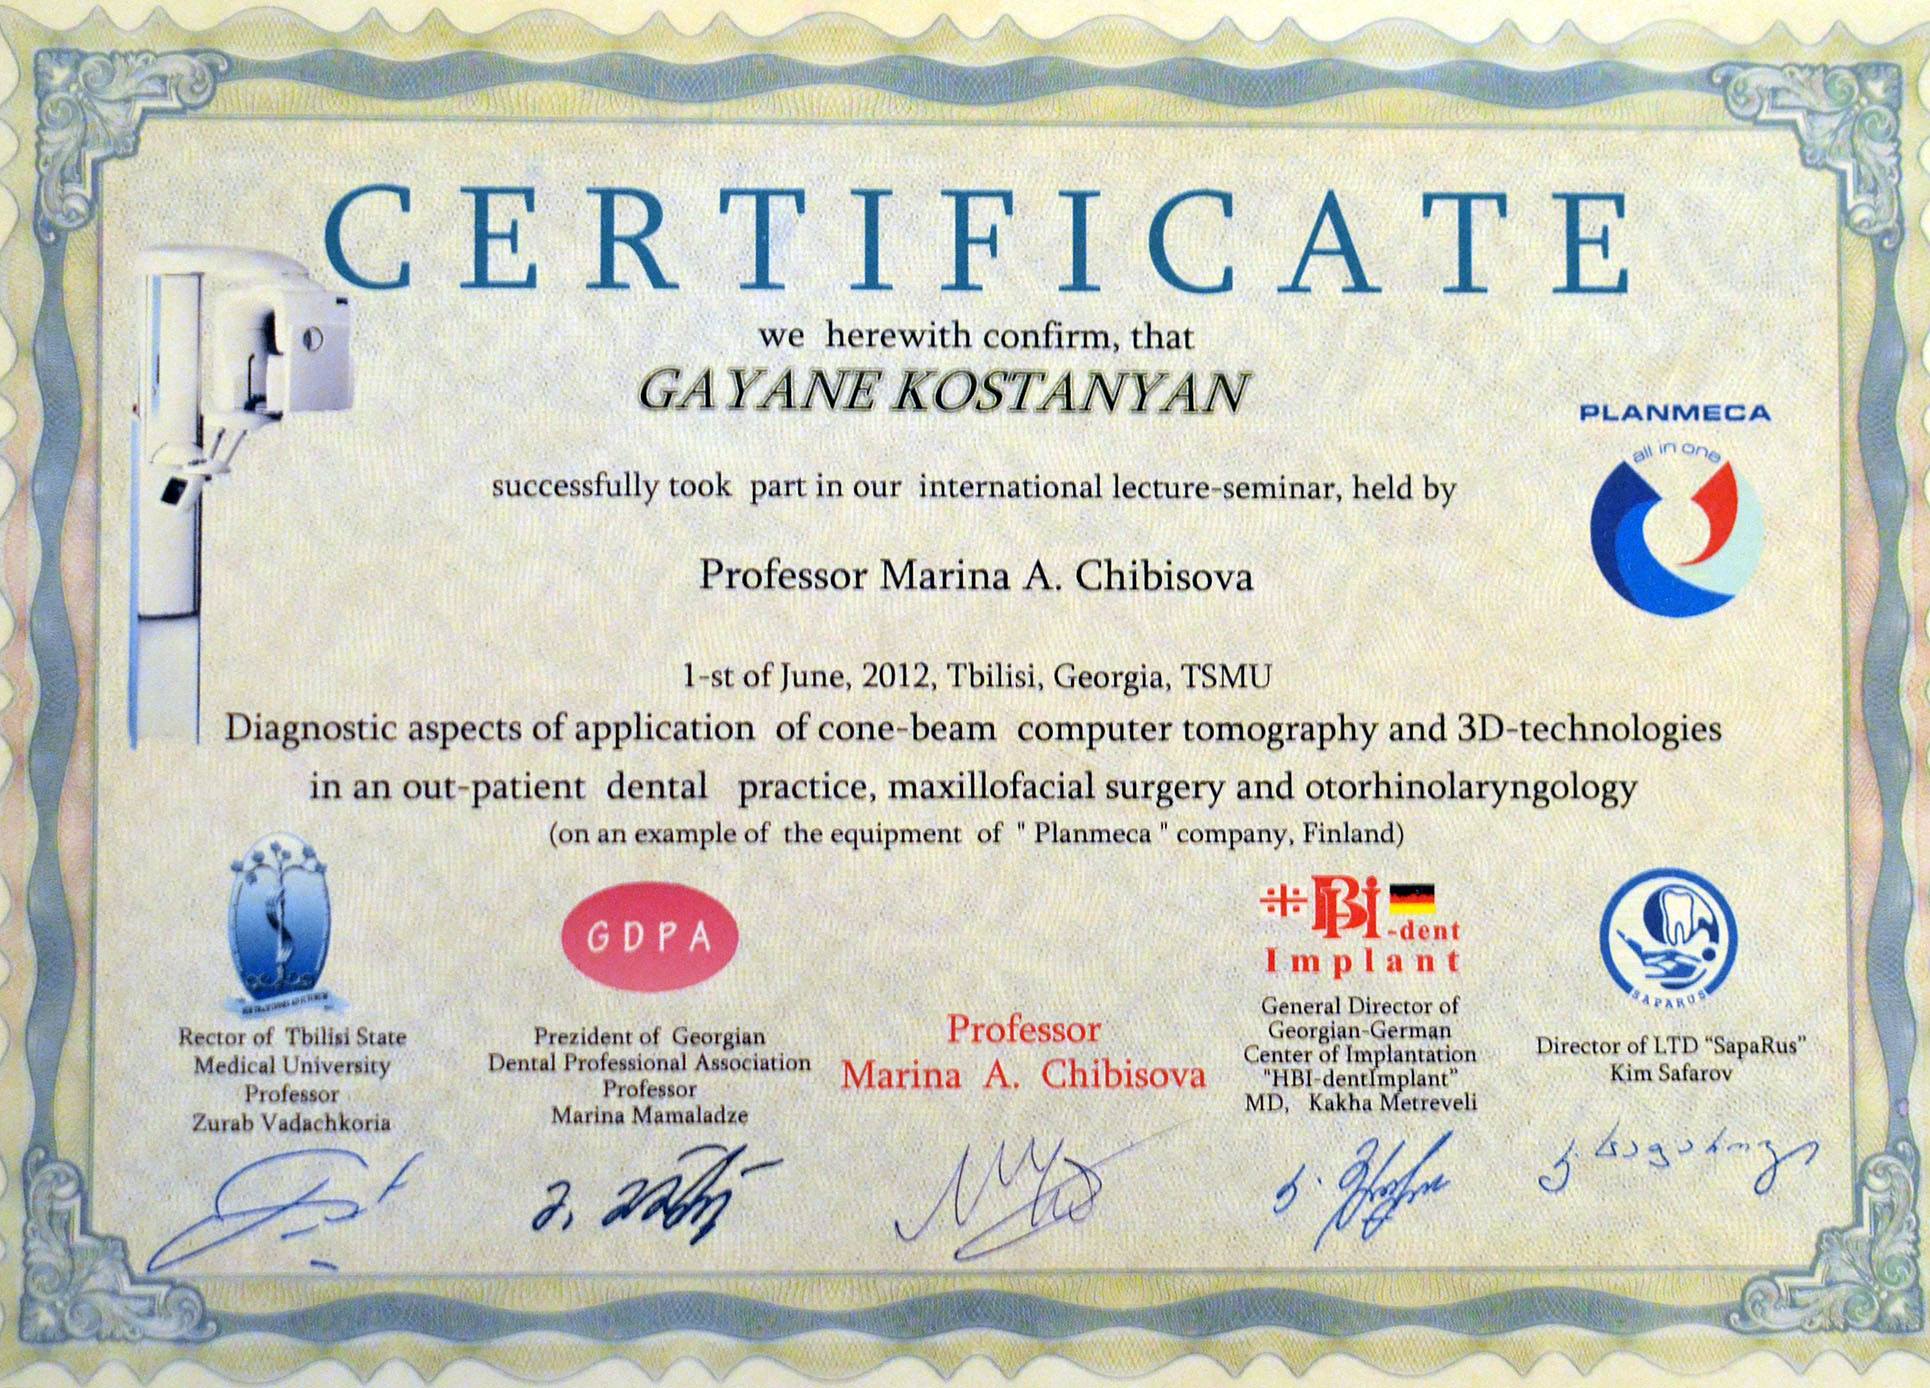 CERTIFICATE
we herewith confirm, that
GAYANE KOSTANYAN
PLANMECA
all in one
successfully took part in our international lecture-seminar, held by
Professor Marina A. Chibisova
1-st of June, 2012, Tbilisi, Georgia, TSMU
Diagnostic aspects of application of cone-beam computer tomography and 3D-technologies
in an out-patient dental practice, maxillofacial surgery and otorhinolaryngology
(on an example of the equipment of " Planmeca " company, Finland)
Rector of Tbilisi State
Medical University
Professor
Zurab Vadachkoria
GDPA
Prezident of Georgian
Dental Professional Association
Professor
Marina Mamaladze
Professor
Marina A. Chibisova
HBI-dent
Implant
General Director of
Georgian-German
Center of Implantation
"HBI-dentImplant"
MD, Kakha Metreveli
SAPARUS
Director of LTD “SapaRus”
Kim Safarov